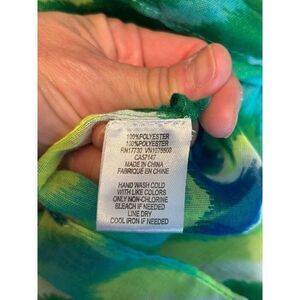 100%POLYESTER
100%POLYESTER
RN17730 VN1075500
CA57147
MADE IN CHINA
FABRIQUÉ EN CHINE
HAND WASH COLD
WITH LIKE COLORS
ONLY NON-CHLORINE
BLEACH IF NEEDED
LINE DRY
COOL IRON IF NEEDED